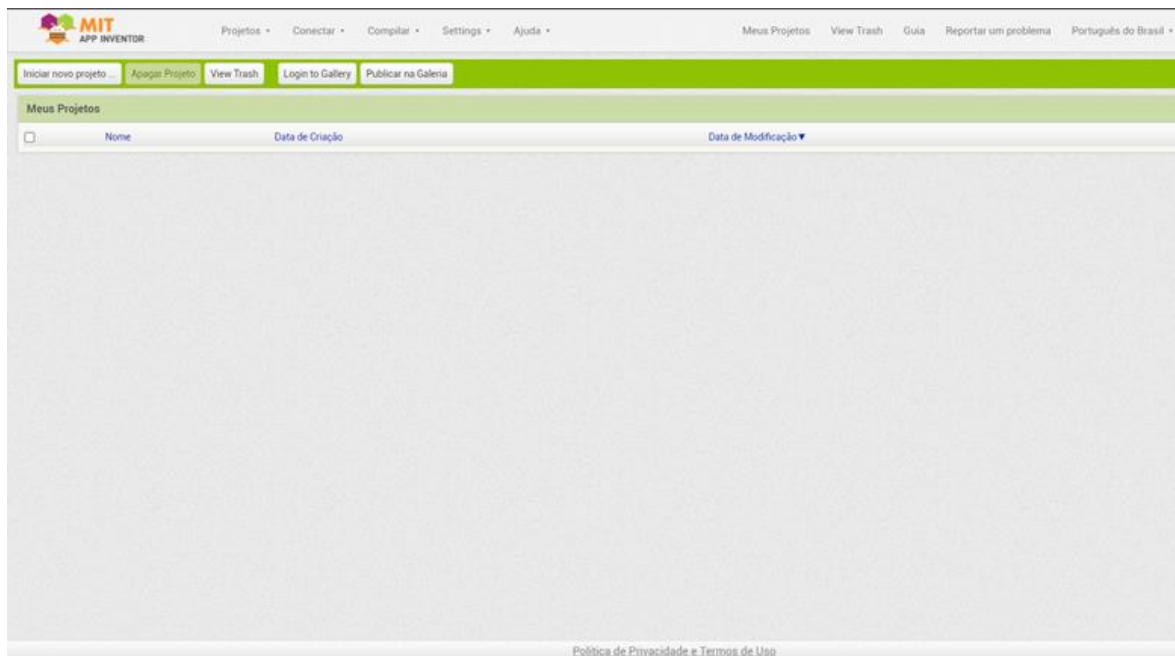 MIT
APP INVENTOR
Projetos Conectar Compilar Settings Ajuda Meus Projetos View Trash Guia Reportar um problema Português do Brasil
Iniciar novo projeto ... Apagar Projeto View Trash Login to Gallery Publicar na Galeria
Meus Projetos
Nome Data de Criação Data de Modificação▼
Política de Privacidade e Termos de Uso